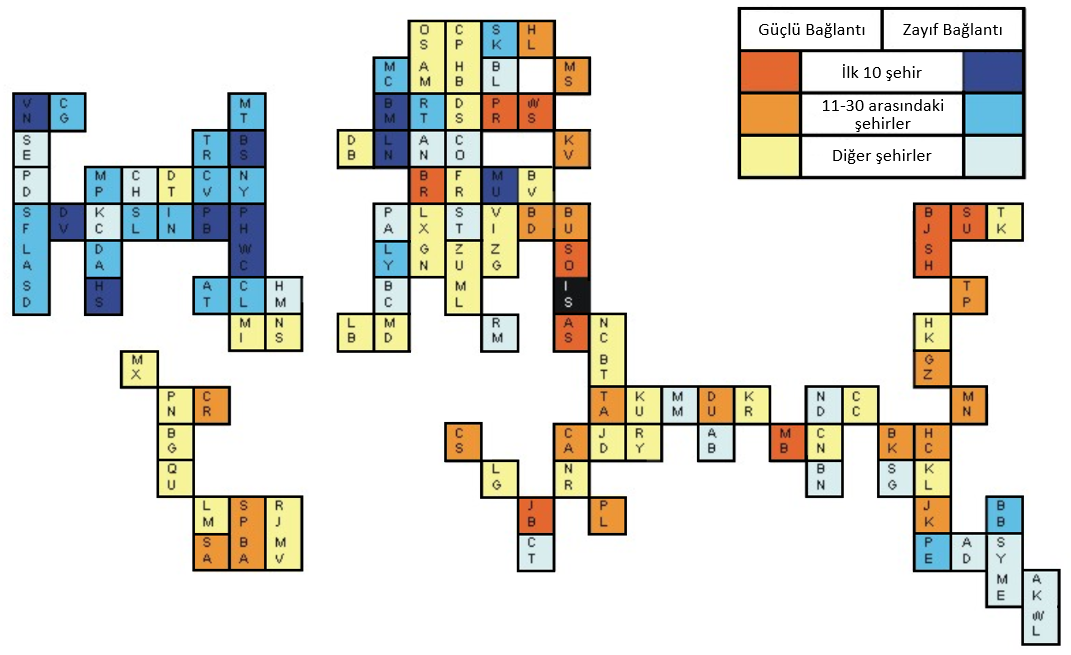 Güçlü Bağlantı Zayıf Bağlantı
İlk 10 şehir
11-30 arasındaki
şehirler
Diğer şehirler
OS CP SK HL
MC AM HB BL MS
VN CG MT BM RT DS PR WS
SE TR BS DB LN AN CO KV
PD MP CH DT CV NY BR FR MU BV
SF DV KC SL IN PB PH PA LX ST VI BD BU BJ SU TK
LA DA WC LY GN ZU ZG SO SH
SD HS AT CL HM BC ML IS TP
MI NS LB MD RM AS NC HK
MX BT GZ
PN CR TA KU MM DU KR ND CC MN
BG CS CA JD RY AB MB CN BK HC
QU LG NR BN SG KL
LM SP RJ JB PL JK BB
SA BA MV CT PE AD SY
ME AK
WL